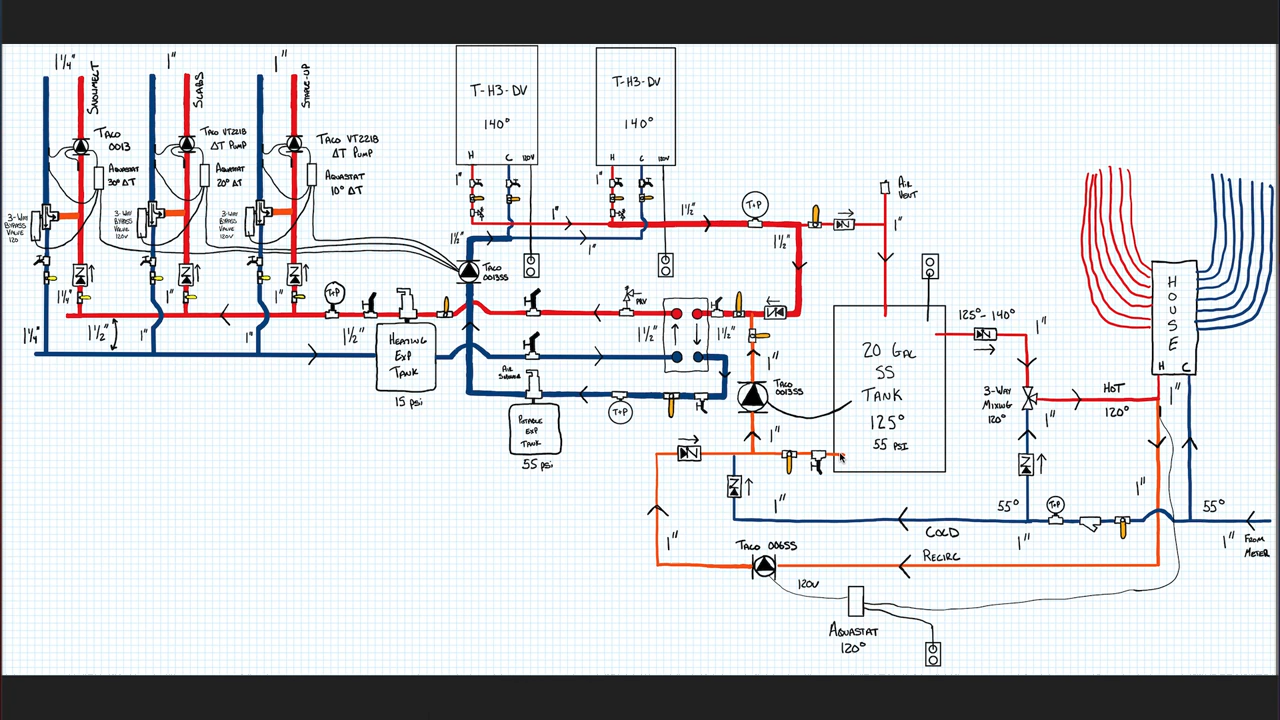 1¼"
SNOWMELT
1"
SLABS
1"
STAPLE-UP
TACO
0013
TACO VT2218
ΔT PUMP
TACO VT2218
ΔT PUMP
AQUASTAT
30° ΔT
AQUASTAT
20° ΔT
AQUASTAT
10° ΔT
3-WAY
BYPASS
VALVE
120
3-WAY
BYPASS
VALVE
120V
3-WAY
BYPASS
VALVE
120V
1¼"
1¼"
1½"
1"
1"
T+P
1½"
HEATING
EXP
TANK
15 PSI
T-H3-DV
140°
H
C
120V
T-H3-DV
140°
H
C
120V
1"
1"
1"
1½"
1"
1½"
TACO
0013SS
T+P
1½"
PRV
1½"
1½"
AIR
POTABLE
EXP
TANK
55 PSI
T+P
1"
TACO
0013SS
1"
1"
AIR
VENT
20 GAL
SS
TANK
125°
55 PSI
125°- 140°
1"
3-WAY
MIXING
120°
1"
HOT
120°
HOUSE
H
C
1"
1"
55°
T+P
55°
1"
1"
FROM
METER
1"
COLD
RECIRC
1"
TACO 006SS
120V
AQUASTAT
120°